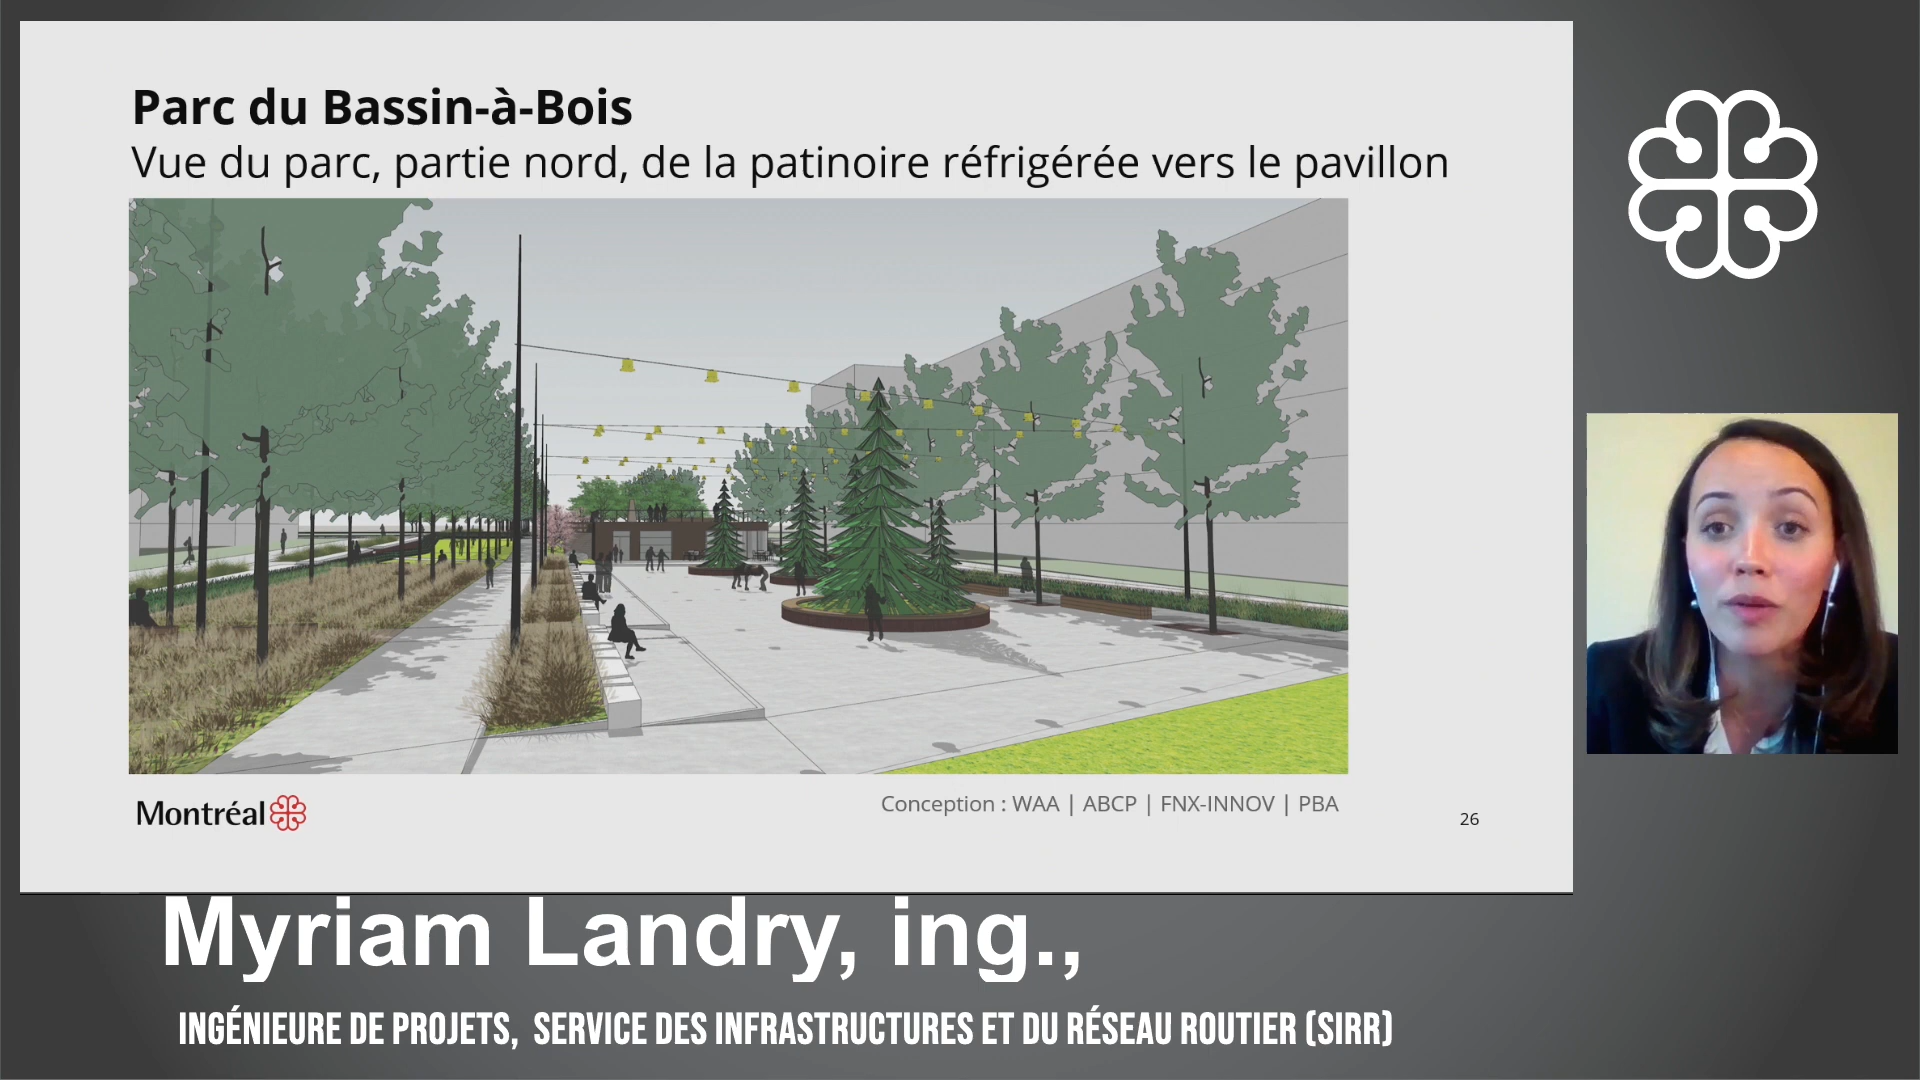 Parc du Bassin-à-Bois
Vue du parc, partie nord, de la patinoire réfrigérée vers le pavillon
Montréal
Conception : WAA | ABCP | FNX-INNOV | PBA
26
Myriam Landry, ing.,
INGÉNIEURE DE PROJETS, SERVICE DES INFRASTRUCTURES ET DU RÉSEAU ROUTIER (SIRR)